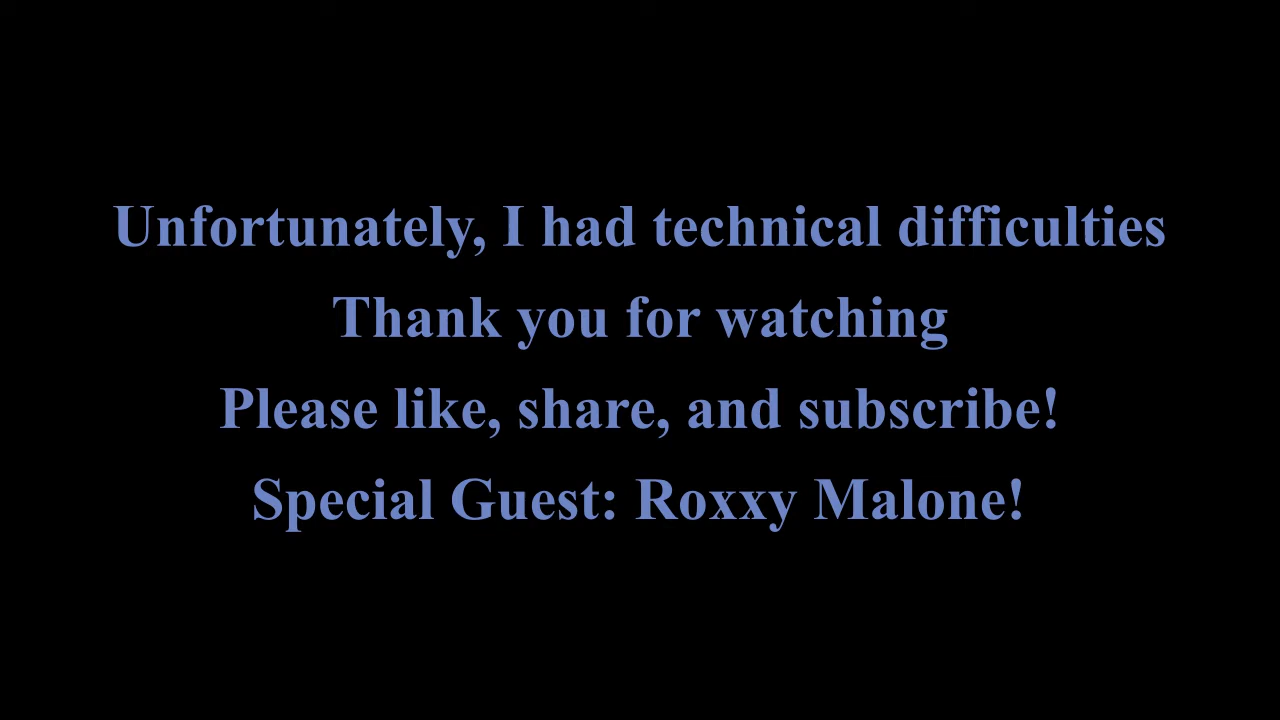 Unfortunately, I had technical difficulties
Thank you for watching
Please like, share, and subscribe!
Special Guest: Roxxy Malone!